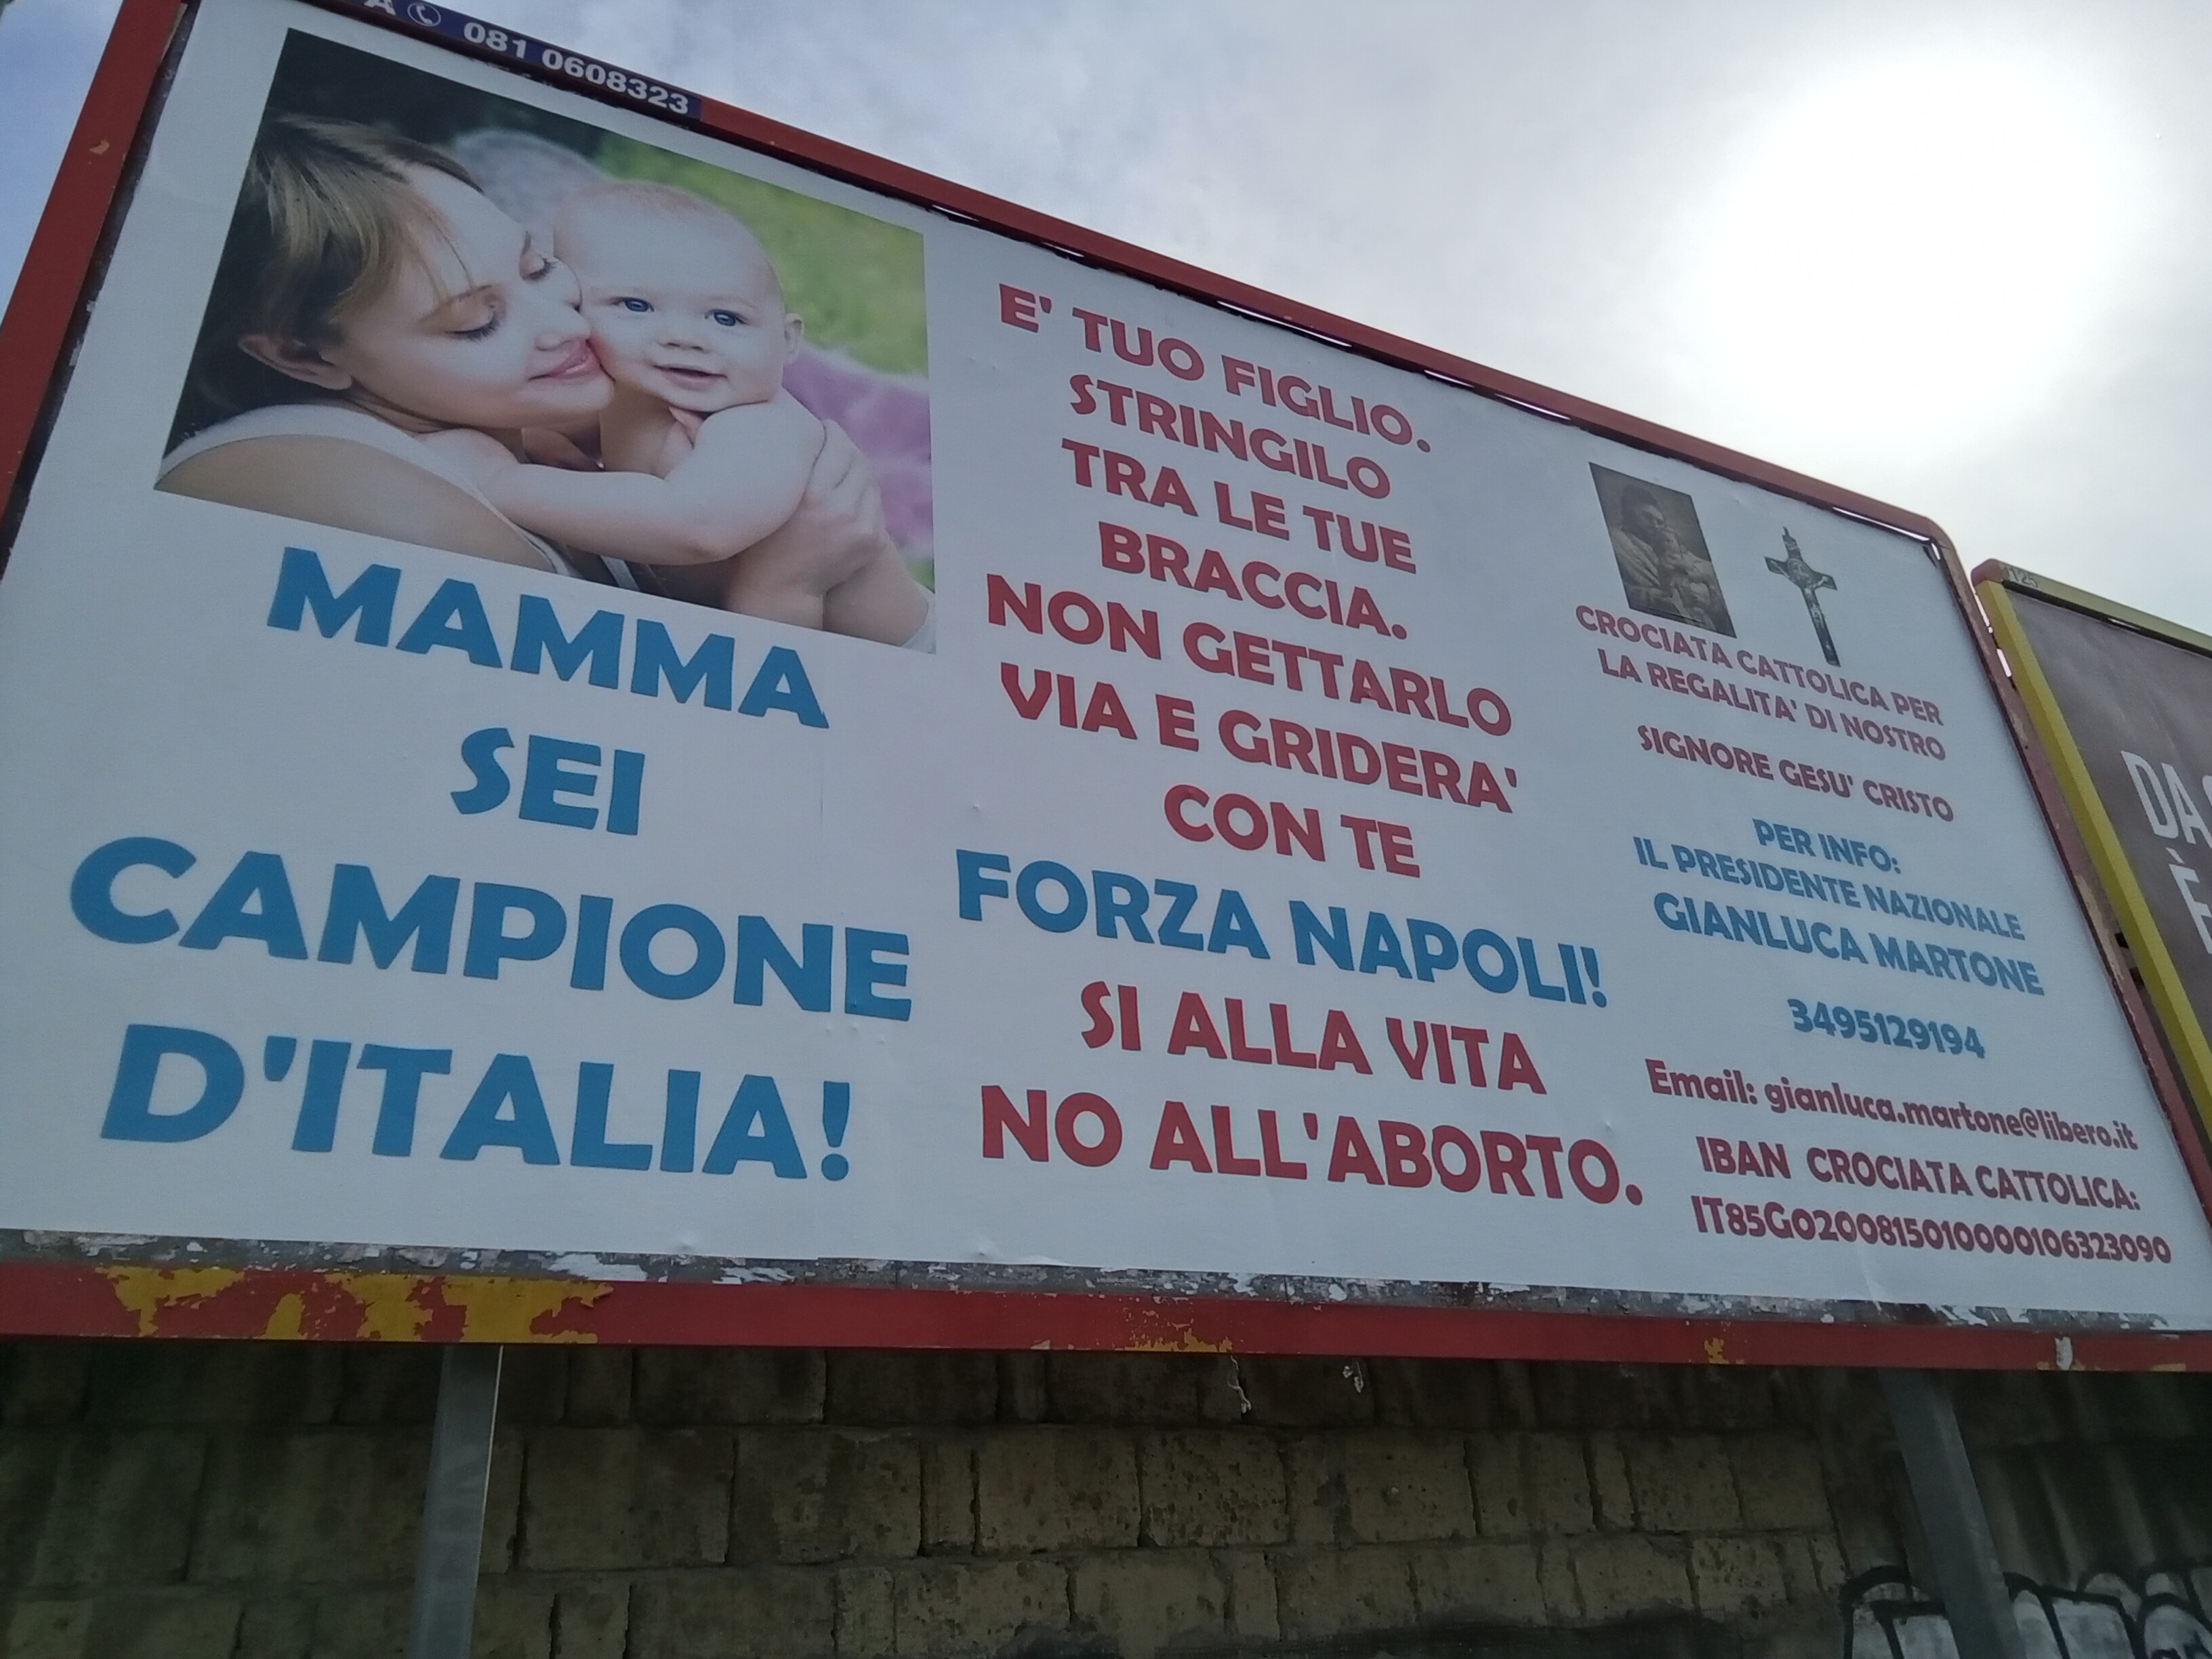 081 0608323
MAMMA
SEI
CAMPIONE
D'ITALIA!
E' TUO FIGLIO.
STRINGILO
TRA LE TUE
BRACCIA.
NON GETTARLO
VIA E GRIDERA'
CON TE
FORZA NAPOLI!
SI ALLA VITA
NO ALL'ABORTO.
CROCIATA CATTOLICA PER
LA REGALITA' DI NOSTRO
SIGNORE GESU' CRISTO
PER INFO:
IL PRESIDENTE NAZIONALE
GIANLUCA MARTONE
3495129194
Email: gianluca.martone@libero.it
IBAN CROCIATA CATTOLICA:
IT85G0200815010000106323090
DA
È